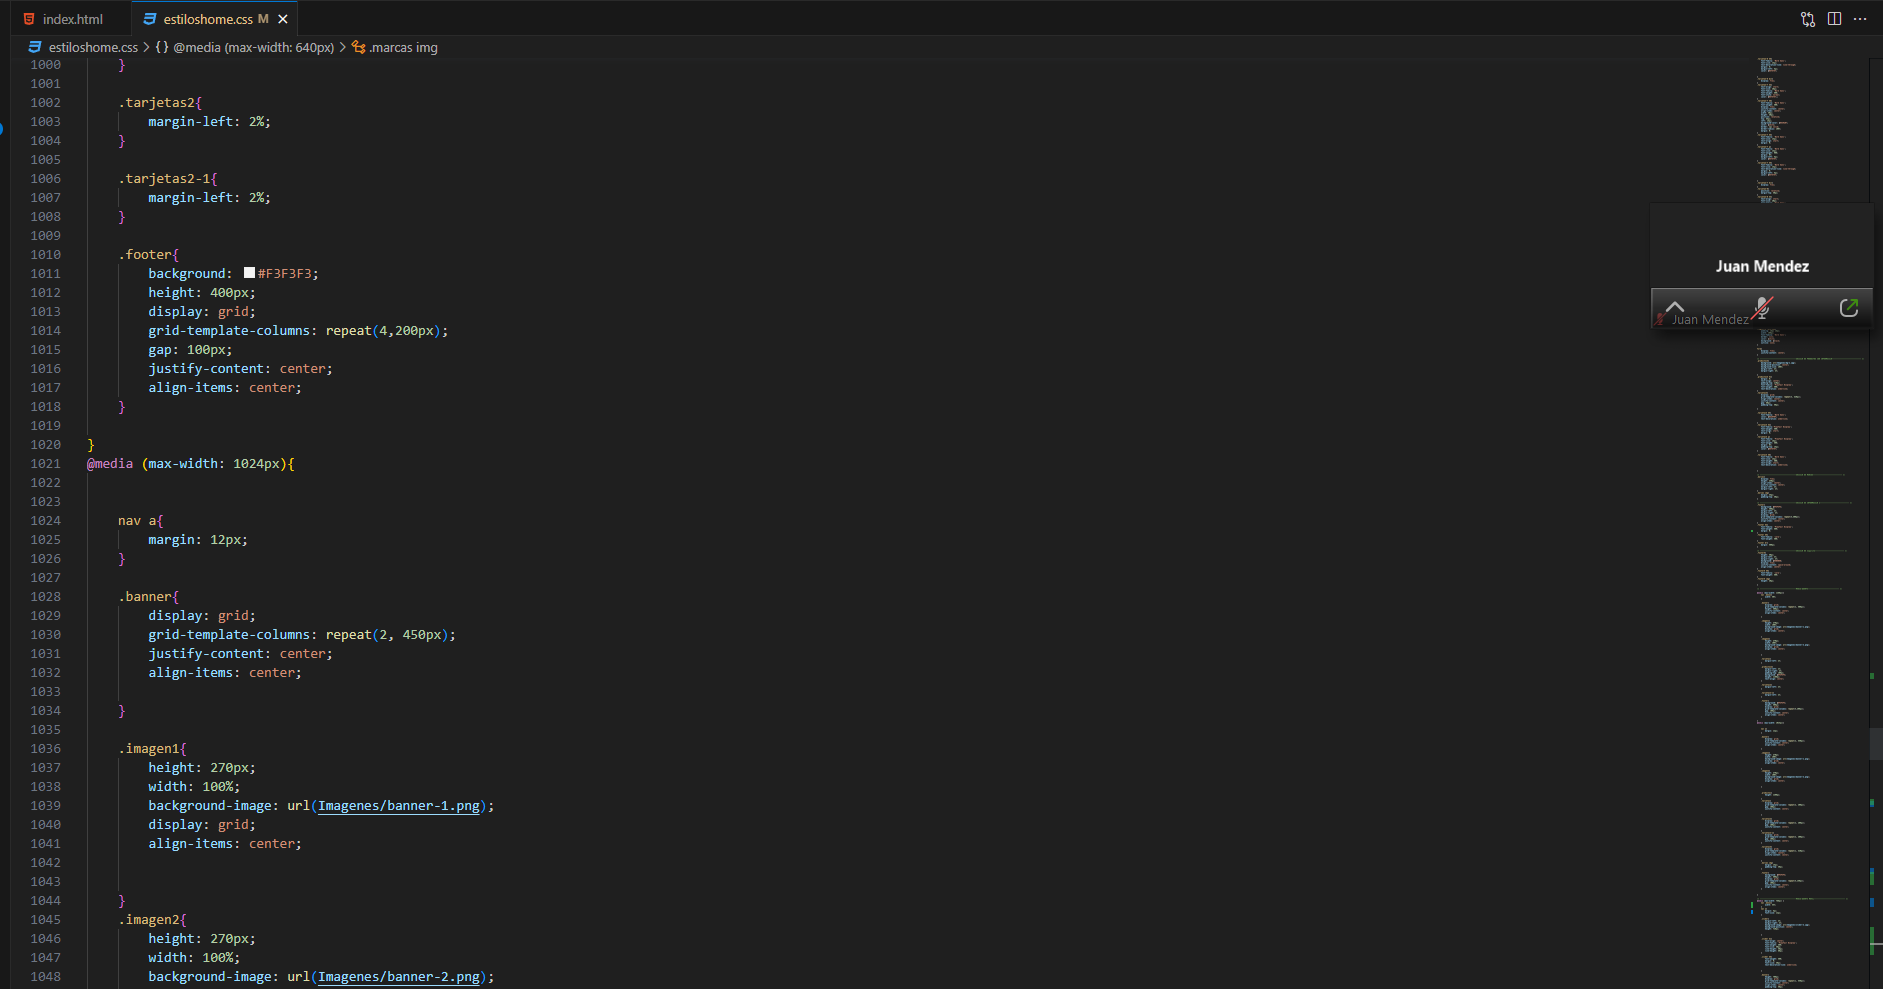 index.html
estiloshome.css M
estiloshome.css > {} @media (max-width: 640px) > .marcas img
1000 }
1001
1002 .tarjetas2{
1003 margin-left: 2%;
1004 }
1005
1006 .tarjetas2-1{
1007 margin-left: 2%;
1008 }
1009
1010 .footer{
1011 background: #F3F3F3;
1012 height: 400px;
1013 display: grid;
1014 grid-template-columns: repeat(4,200px);
1015 gap: 100px;
1016 justify-content: center;
1017 align-items: center;
1018 }
1019
1020 }
1021 @media (max-width: 1024px){
1022
1023
1024 nav a{
1025 margin: 12px;
1026 }
1027
1028 .banner{
1029 display: grid;
1030 grid-template-columns: repeat(2, 450px);
1031 justify-content: center;
1032 align-items: center;
1033
1034 }
1035
1036 .imagen1{
1037 height: 270px;
1038 width: 100%;
1039 background-image: url(Imagenes/banner-1.png);
1040 display: grid;
1041 align-items: center;
1042
1043
1044 }
1045 .imagen2{
1046 height: 270px;
1047 width: 100%;
1048 background-image: url(Imagenes/banner-2.png);
Juan Mendez
Juan Mendez